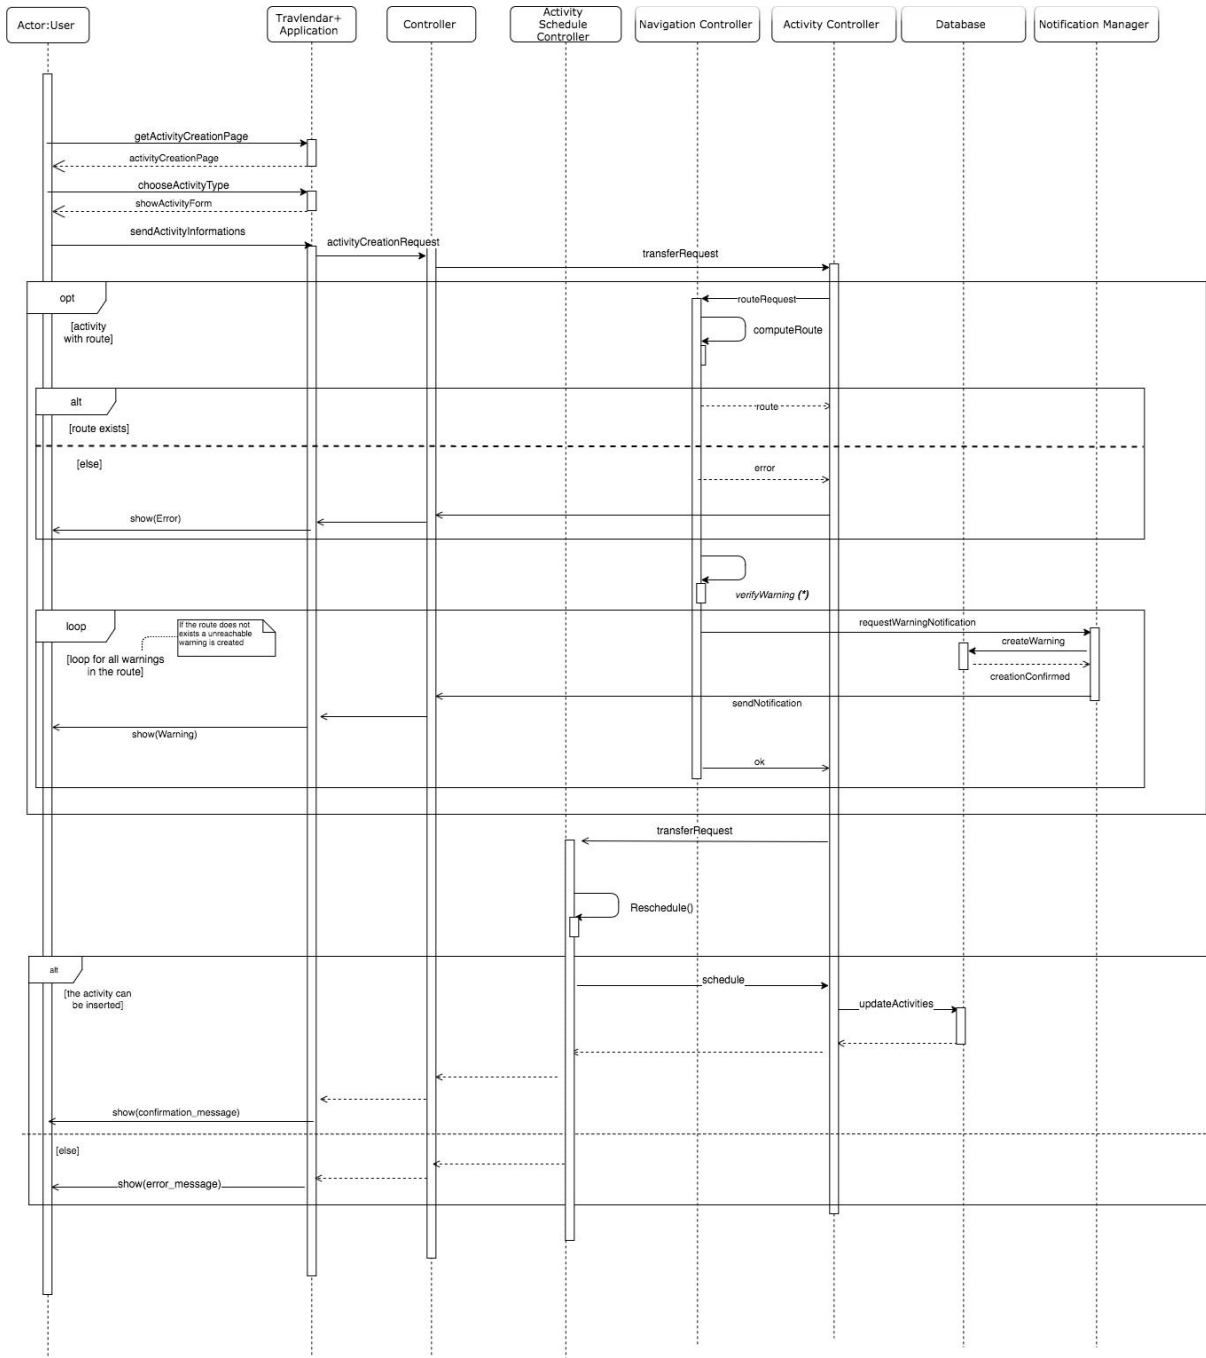 Actor:User
Travlendar+
Application
Controller
Activity
Schedule
Controller
Navigation Controller
Activity Controller
Database
Notification Manager
getActivityCreationPage
activityCreationPage
chooseActivityType
showActivityForm
sendActivityInformations
activityCreationRequest
transferRequest
opt
[activity
with route]
routeRequest
computeRoute
alt
[route exists]
route
[else]
error
show(Error)
verifyWarning (*)
loop
If the route does not
exists a unreachable
warning is created
[loop for all warnings
in the route]
requestWarningNotification
createWarning
creationConfirmed
sendNotification
show(Warning)
ok
transferRequest
Reschedule()
alt
[the activity can
be inserted]
schedule
updateActivities
show(confirmation_message)
[else]
show(error_message)